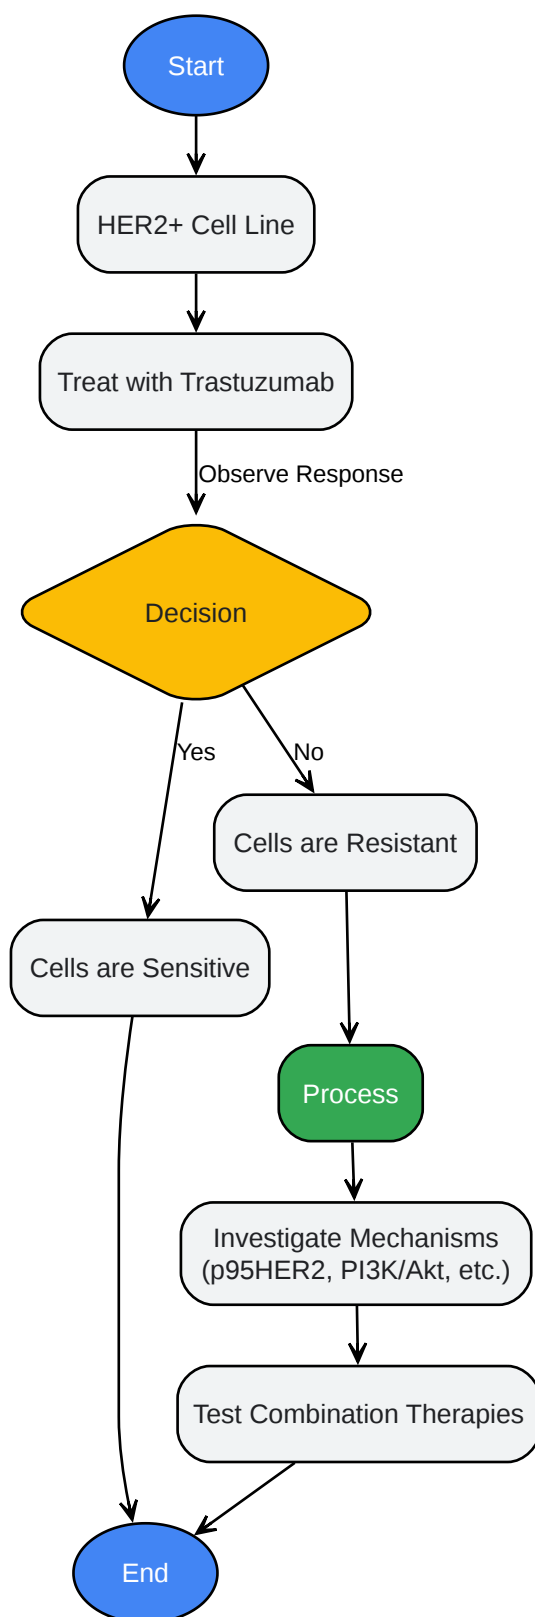 Start
HER2+ Cell Line
Treat with Trastuzumab
Observe Response
Decision
Yes
No
Cells are Resistant
Cells are Sensitive
Process
Investigate Mechanisms
(p95HER2, PI3K/Akt, etc.)
Test Combination Therapies
End